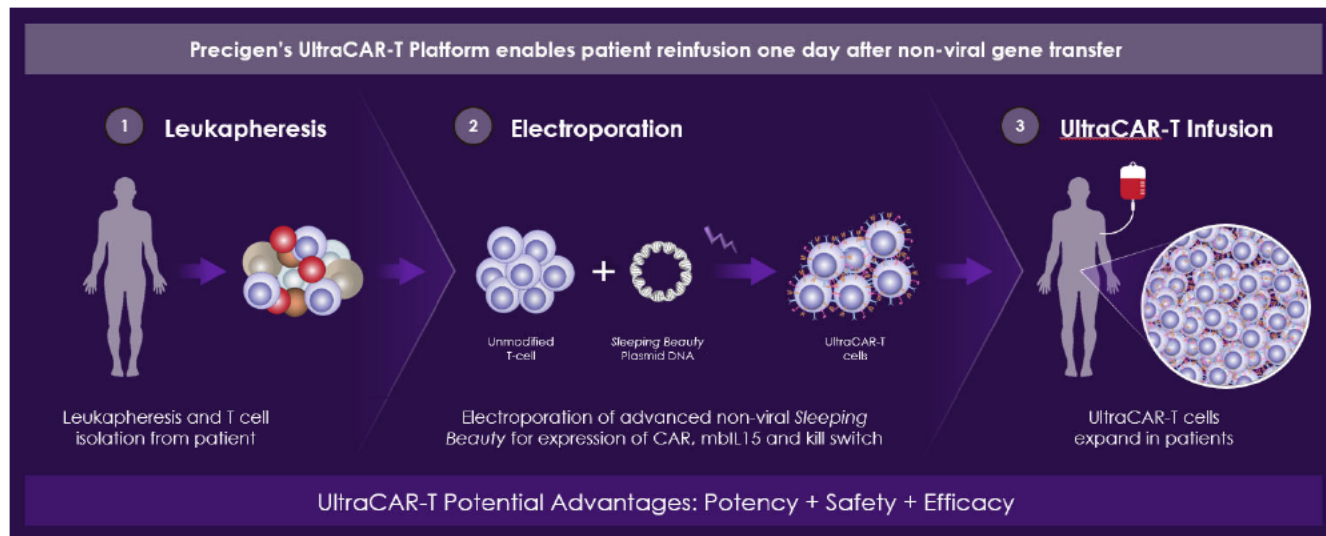 Precigen's UltraCAR-T Platform enables patient reinfusion one day after non-viral gene transfer
1 Leukapheresis
2 Electroporation
3 UltraCAR-T Infusion
Unmodified
T-cell
Sleeping Beauty
Plasmid DNA
UltraCAR-T
cells
Leukapheresis and T cell
isolation from patient
Electroporation of advanced non-viral Sleeping
Beauty for expression of CAR, mbIL15 and kill switch
UltraCAR-T cells
expand in patients
UltraCAR-T Potential Advantages: Potency + Safety + Efficacy